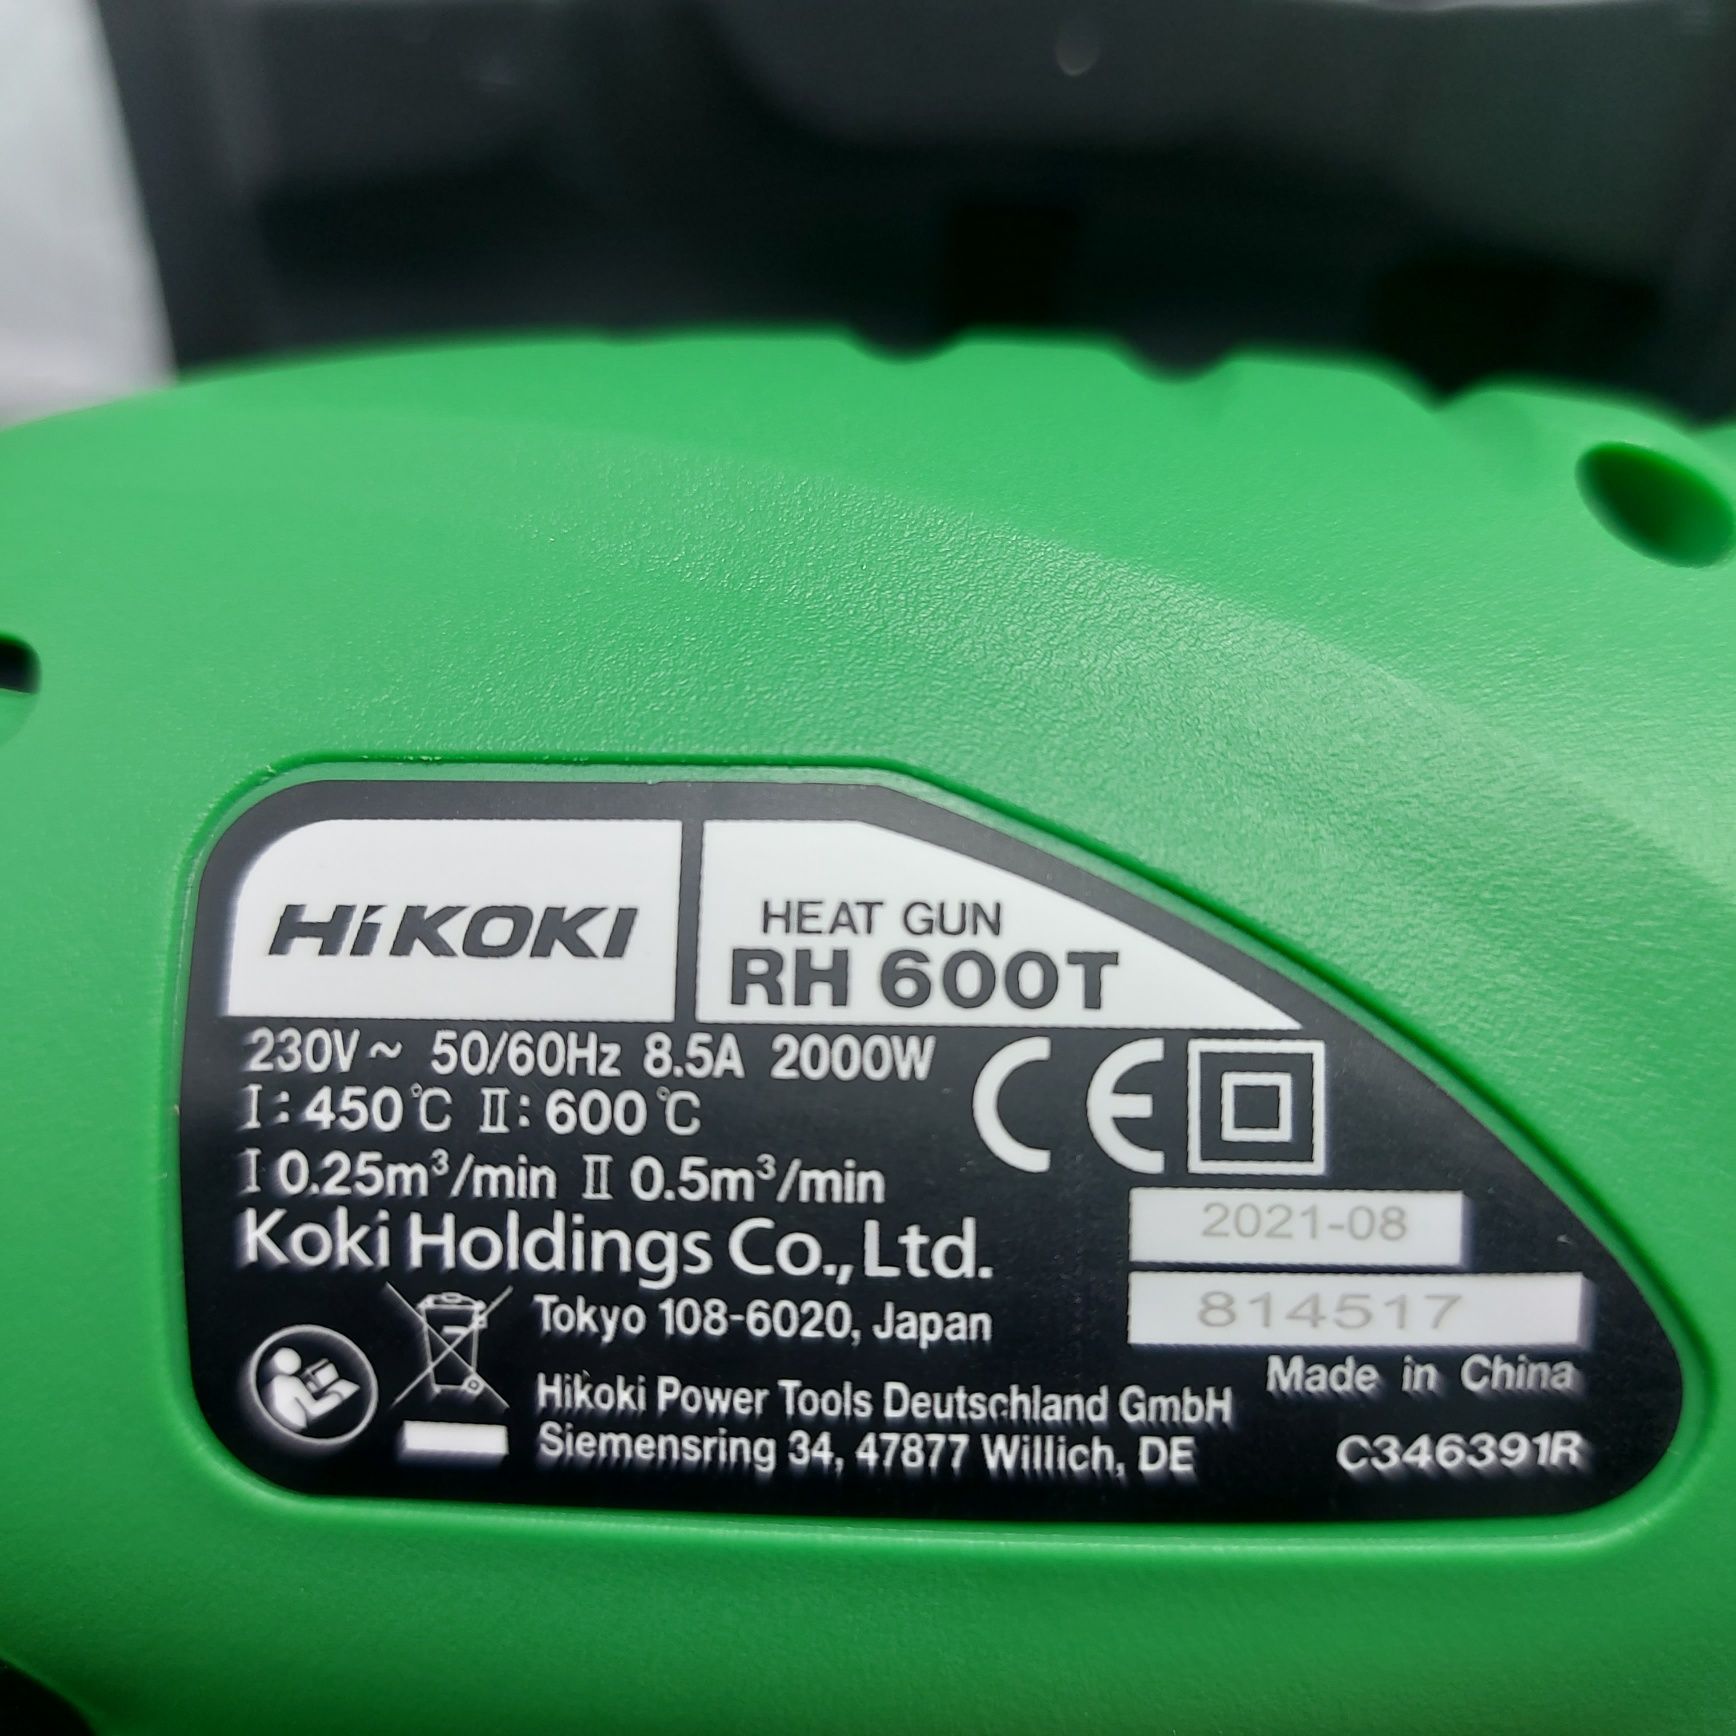 HiKOKI
HEAT GUN
RH 600T
230V~ 50/60Hz 8.5A 2000W
Ⅰ:450℃ Ⅱ:600℃
Ⅰ 0.25m³/min Ⅱ 0.5m³/min
CE
Koki Holdings Co., Ltd.
Tokyo 108-6020, Japan
2021-08
814517
Made in China
Hikoki Power Tools Deutschland GmbH
Siemensring 34, 47877 Willich, DE
C346391R